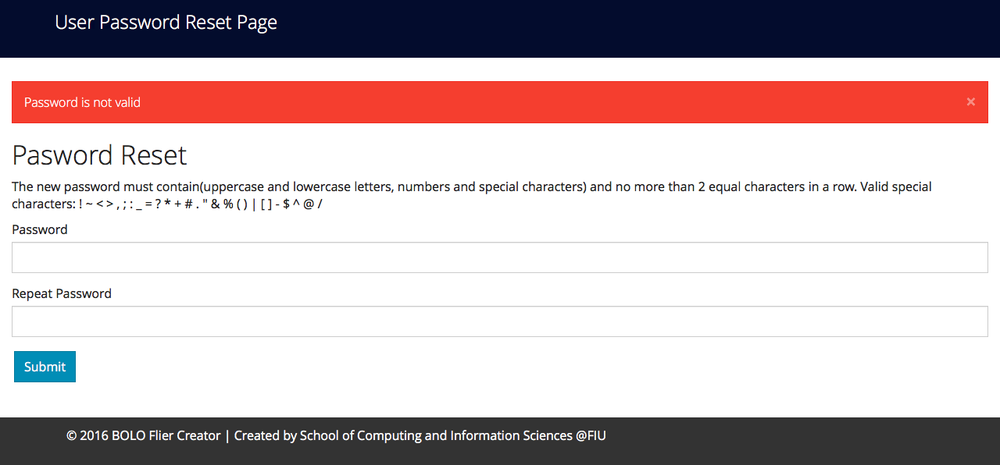 User Password Reset Page
Password is not valid
×
Pasword Reset
The new password must contain(uppercase and lowercase letters, numbers and special characters) and no more than 2 equal characters in a row. Valid special
characters: ! ~ < > , ; : _ = ? * + # . " & % ( ) | [ ] - $ ^ @ /
Password
Repeat Password
Submit
© 2016 BOLO Flier Creator | Created by School of Computing and Information Sciences @FIU